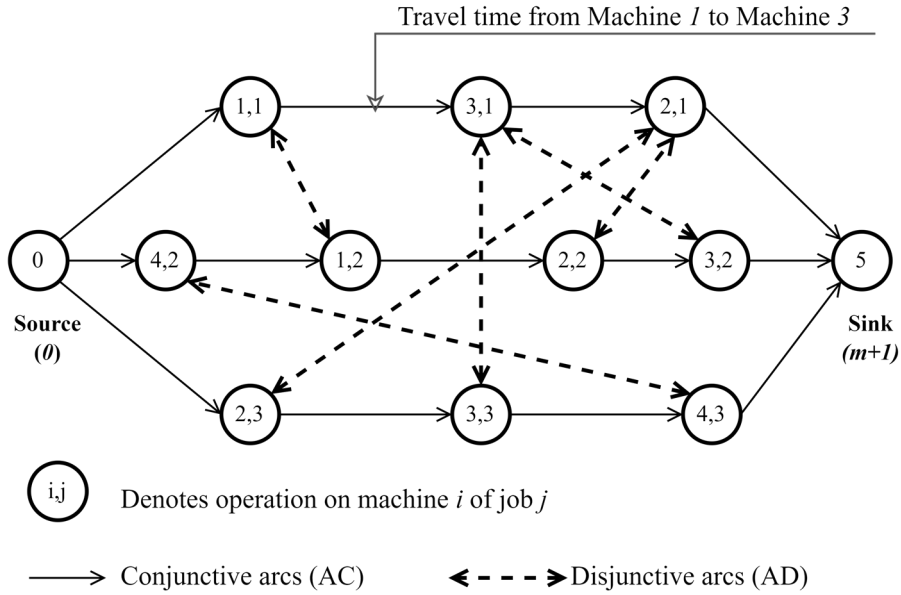 Travel time from Machine 1 to Machine 3
1,1
3,1
2,1
0
4,2
1,2
2,2
3,2
5
Source
(0)
Sink
(m+1)
2,3
3,3
4,3
i,j
Denotes operation on machine i of job j
Conjunctive arcs (AC)
Disjunctive arcs (AD)